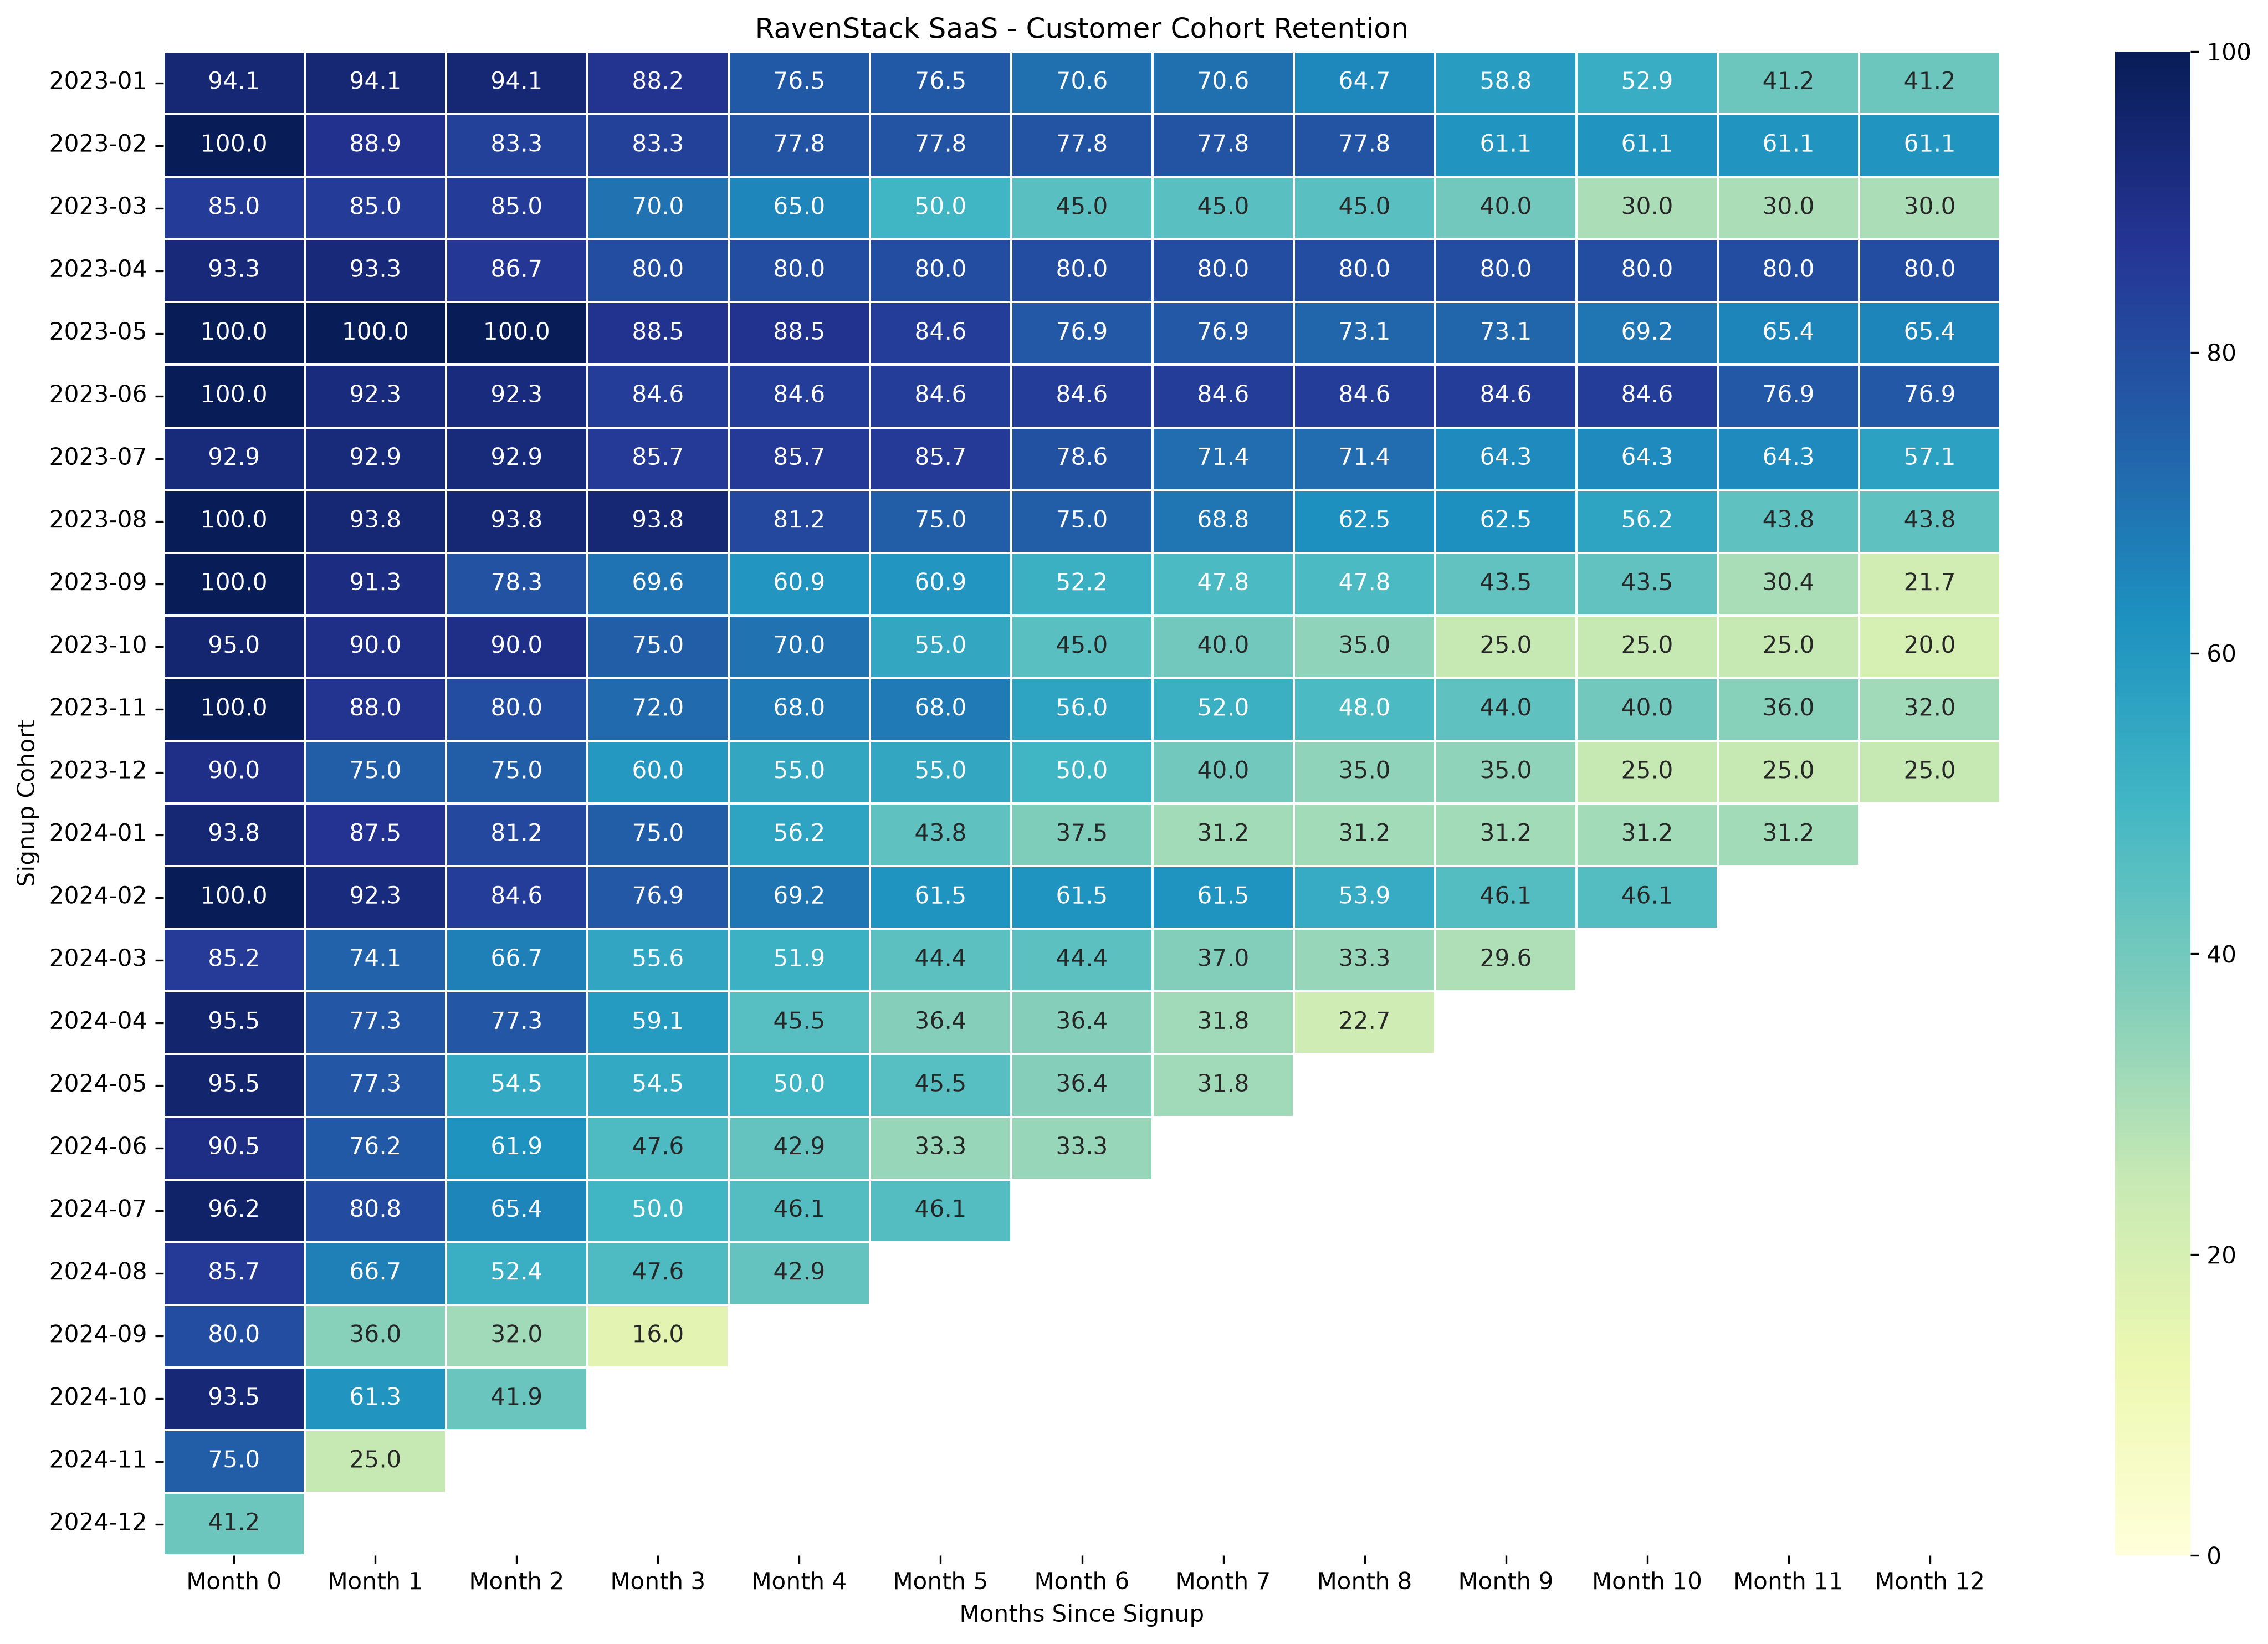 RavenStack SaaS - Customer Cohort Retention
2023-01 94.1 94.1 94.1 88.2 76.5 76.5 70.6 70.6 64.7 58.8 52.9 41.2 41.2
2023-02 100.0 88.9 83.3 83.3 77.8 77.8 77.8 77.8 77.8 61.1 61.1 61.1 61.1
2023-03 85.0 85.0 85.0 70.0 65.0 50.0 45.0 45.0 45.0 40.0 30.0 30.0 30.0
2023-04 93.3 93.3 86.7 80.0 80.0 80.0 80.0 80.0 80.0 80.0 80.0 80.0 80.0
2023-05 100.0 100.0 100.0 88.5 88.5 84.6 76.9 76.9 73.1 73.1 69.2 65.4 65.4
2023-06 100.0 92.3 92.3 84.6 84.6 84.6 84.6 84.6 84.6 84.6 84.6 76.9 76.9
2023-07 92.9 92.9 92.9 85.7 85.7 85.7 78.6 71.4 71.4 64.3 64.3 64.3 57.1
2023-08 100.0 93.8 93.8 93.8 81.2 75.0 75.0 68.8 62.5 62.5 56.2 43.8 43.8
2023-09 100.0 91.3 78.3 69.6 60.9 60.9 52.2 47.8 47.8 43.5 43.5 30.4 21.7
2023-10 95.0 90.0 90.0 75.0 70.0 55.0 45.0 40.0 35.0 25.0 25.0 25.0 20.0
2023-11 100.0 88.0 80.0 72.0 68.0 68.0 56.0 52.0 48.0 44.0 40.0 36.0 32.0
2023-12 90.0 75.0 75.0 60.0 55.0 55.0 50.0 40.0 35.0 35.0 25.0 25.0 25.0
2024-01 93.8 87.5 81.2 75.0 56.2 43.8 37.5 31.2 31.2 31.2 31.2 31.2
2024-02 100.0 92.3 84.6 76.9 69.2 61.5 61.5 61.5 53.9 46.1 46.1
2024-03 85.2 74.1 66.7 55.6 51.9 44.4 44.4 37.0 33.3 29.6
2024-04 95.5 77.3 77.3 59.1 45.5 36.4 36.4 31.8 22.7
2024-05 95.5 77.3 54.5 54.5 50.0 45.5 36.4 31.8
2024-06 90.5 76.2 61.9 47.6 42.9 33.3 33.3
2024-07 96.2 80.8 65.4 50.0 46.1 46.1
2024-08 85.7 66.7 52.4 47.6 42.9
2024-09 80.0 36.0 32.0 16.0
2024-10 93.5 61.3 41.9
2024-11 75.0 25.0
2024-12 41.2
Month 0 Month 1 Month 2 Month 3 Month 4 Month 5 Month 6 Month 7 Month 8 Month 9 Month 10 Month 11 Month 12
Months Since Signup
Signup Cohort
100
80
60
40
20
0